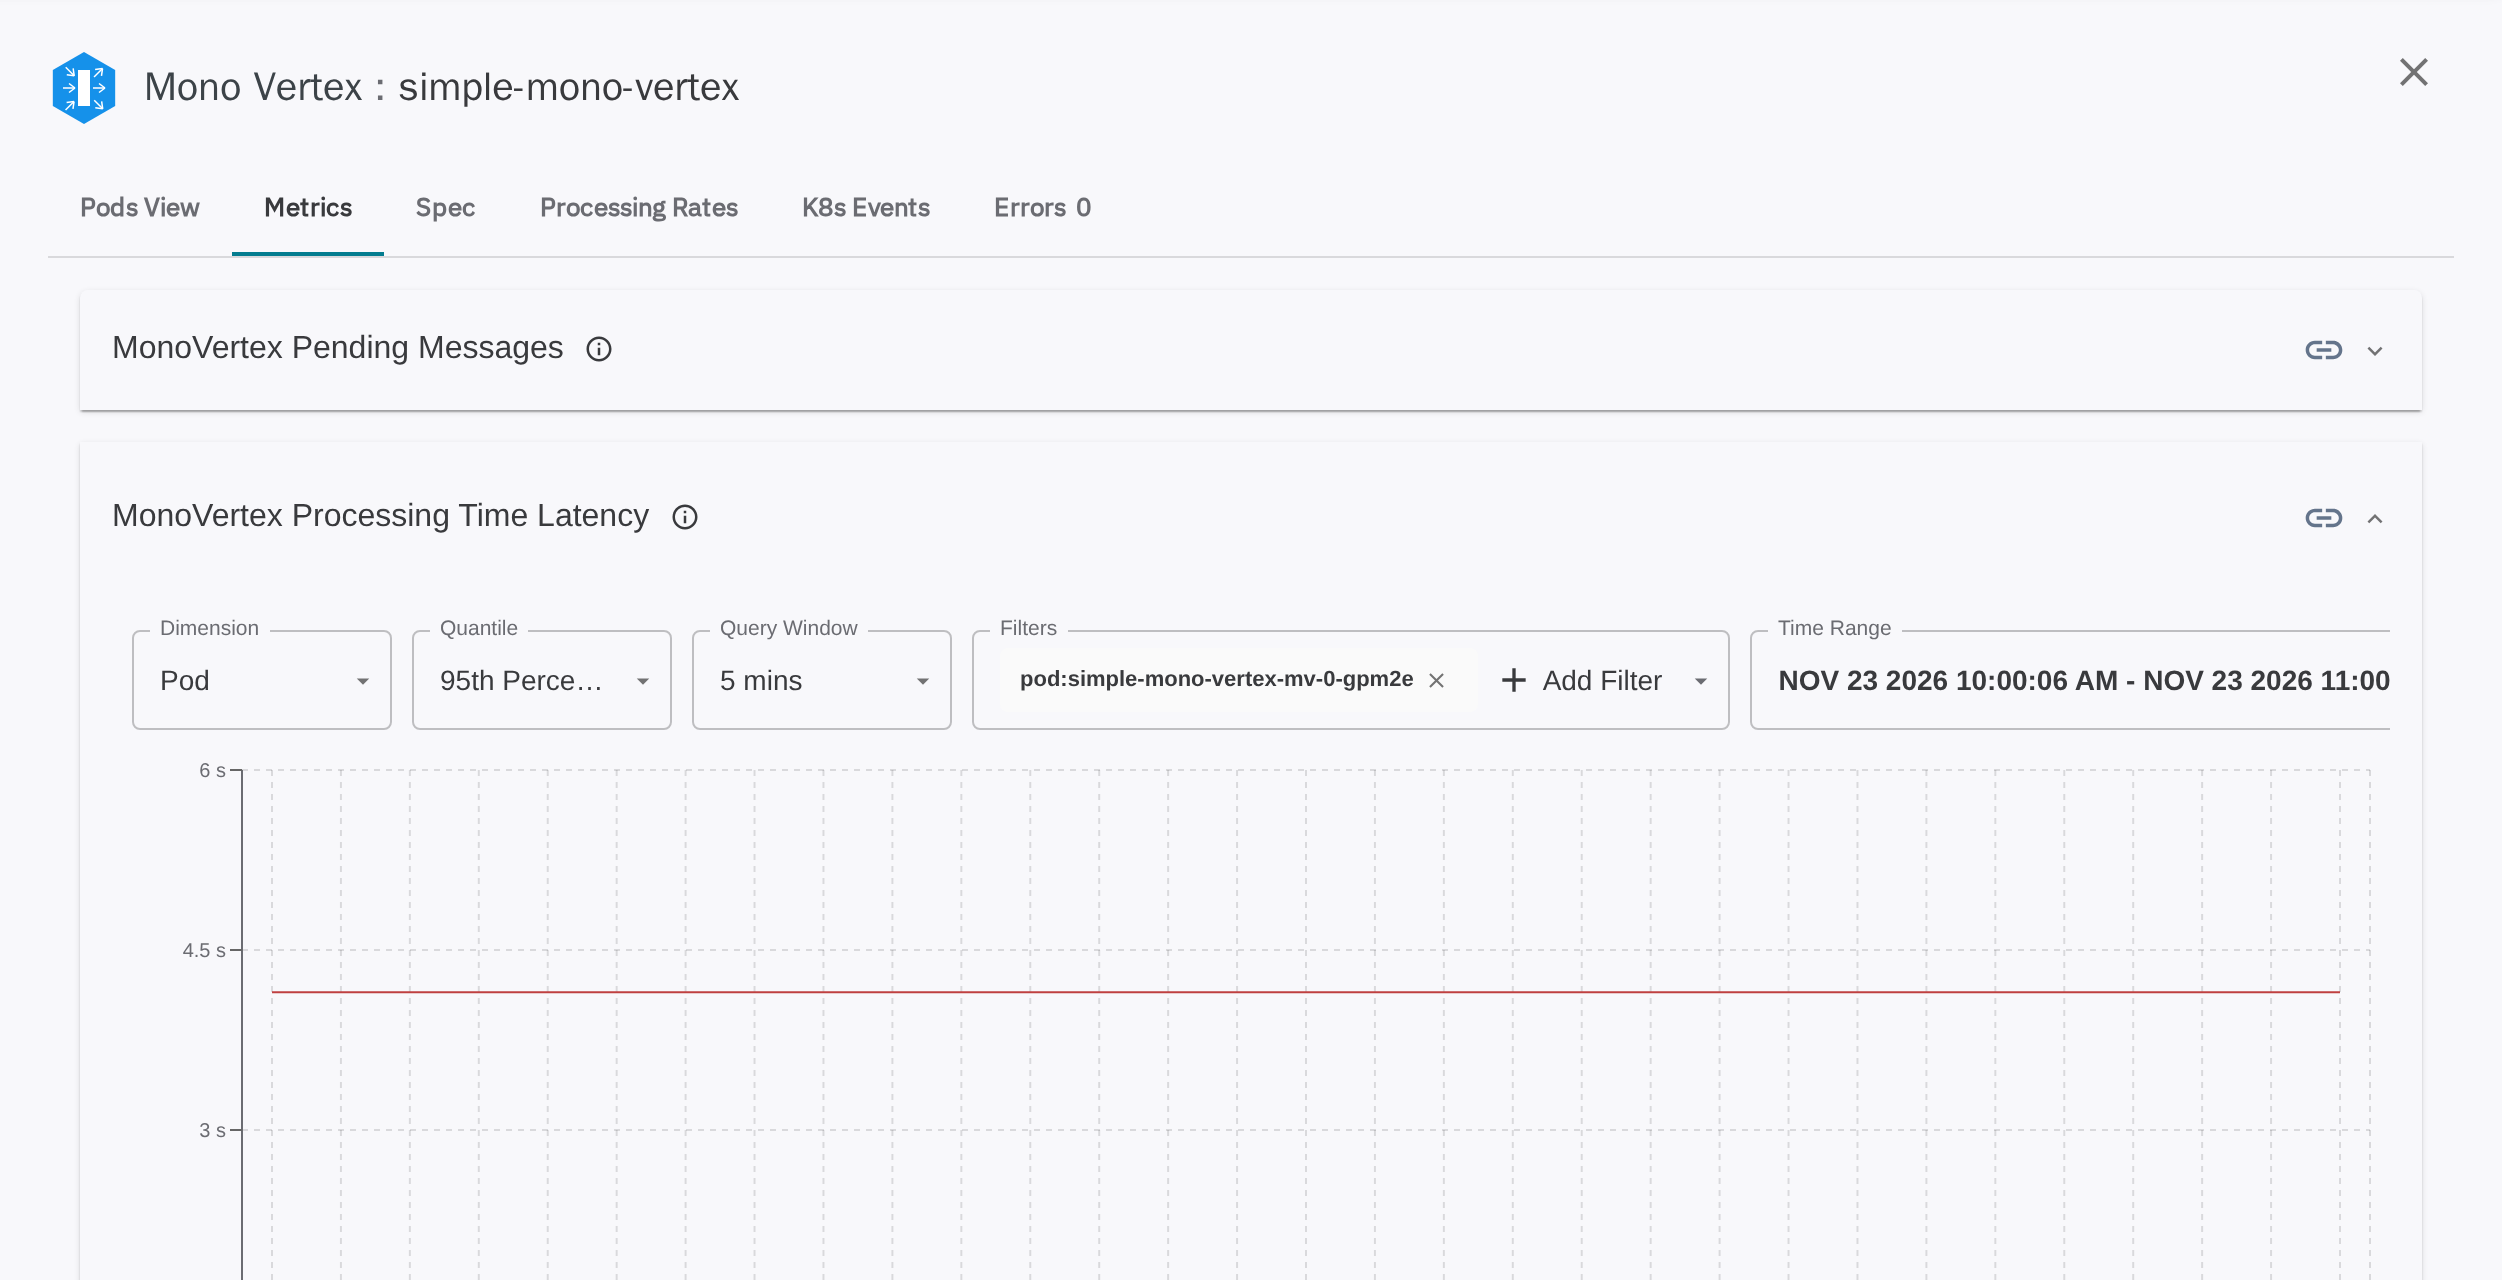 Mono Vertex : simple-mono-vertex
Pods View Metrics Spec Processing Rates K8s Events Errors 0
MonoVertex Pending Messages
MonoVertex Processing Time Latency
Dimension Quantile Query Window Filters Time Range
Pod 95th Perce... 5 mins pod:simple-mono-vertex-mv-0-gpm2e Add Filter NOV 23 2026 10:00:06 AM - NOV 23 2026 11:00
6 s
4.5 s
3 s